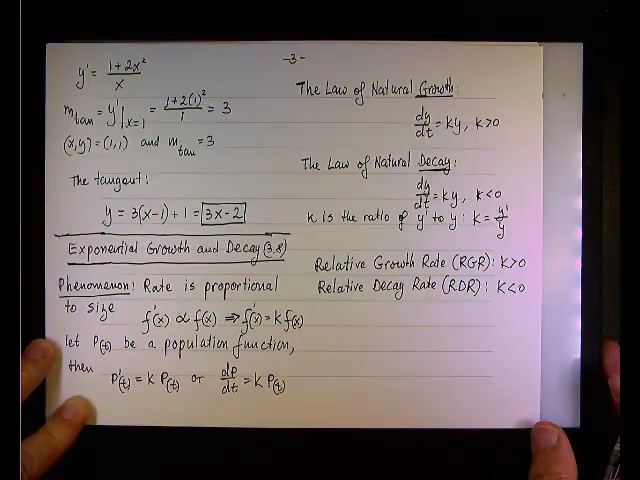 -3-
y' = (1+2x²)/x
m_tan = y'|x=1 = (1+2(1)²)/1 = 3
(x,y) = (1,1) and m_tan = 3
The tangent:
y = 3(x-1)+1 = 3x-2
Exponential Growth and Decay (3.8)
Phenomenon: Rate is proportional
to size
f'(x) ∝ f(x) ⇒ f'(x) = k f(x)
let P(t) be a population function,
then
P'(t) = k P(t) or dP/dt = k P(t)
The Law of Natural Growth:
dy/dt = ky, k>0
The Law of Natural Decay:
dy/dt = ky, k<0
k is the ratio of y' to y: k = y'/y
Relative Growth Rate (RGR): k>0
Relative Decay Rate (RDR): k<0